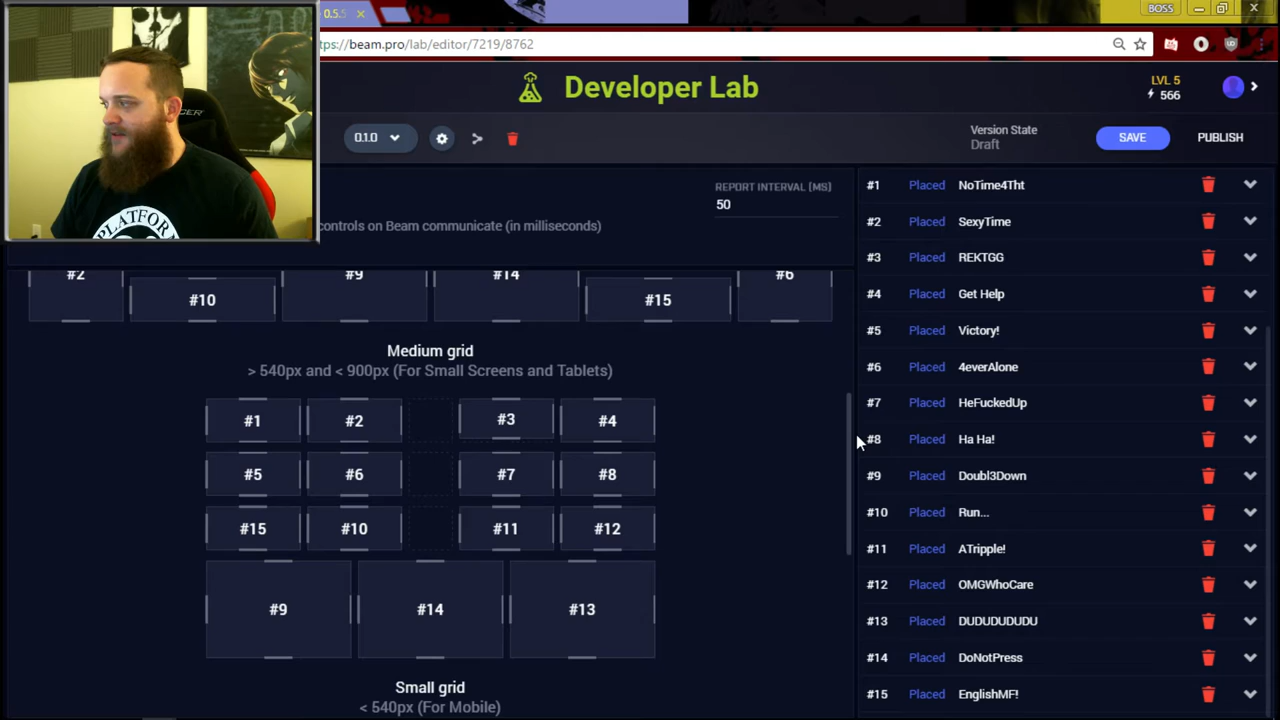 0.5.5
BOSS
tps://beam.pro/lab/editor/7219/8762
Developer Lab
LVL 5
566
0.1.0
Version State
Draft
SAVE
PUBLISH
REPORT INTERVAL (MS)
50
controls on Beam communicate (in milliseconds)
PLATFORM
#2
#10
#9
#14
#15
#6
Medium grid
> 540px and < 900px (For Small Screens and Tablets)
#1 #2 #3 #4
#5 #6 #7 #8
#15 #10 #11 #12
#9 #14 #13
Small grid
< 540px (For Mobile)
#1 Placed NoTime4Tht
#2 Placed SexyTime
#3 Placed REKTGG
#4 Placed Get Help
#5 Placed Victory!
#6 Placed 4everAlone
#7 Placed HeFuckedUp
#8 Placed Ha Ha!
#9 Placed Doubl3Down
#10 Placed Run...
#11 Placed ATripple!
#12 Placed OMGWhoCare
#13 Placed DUDUDUDUDU
#14 Placed DoNotPress
#15 Placed EnglishMF!